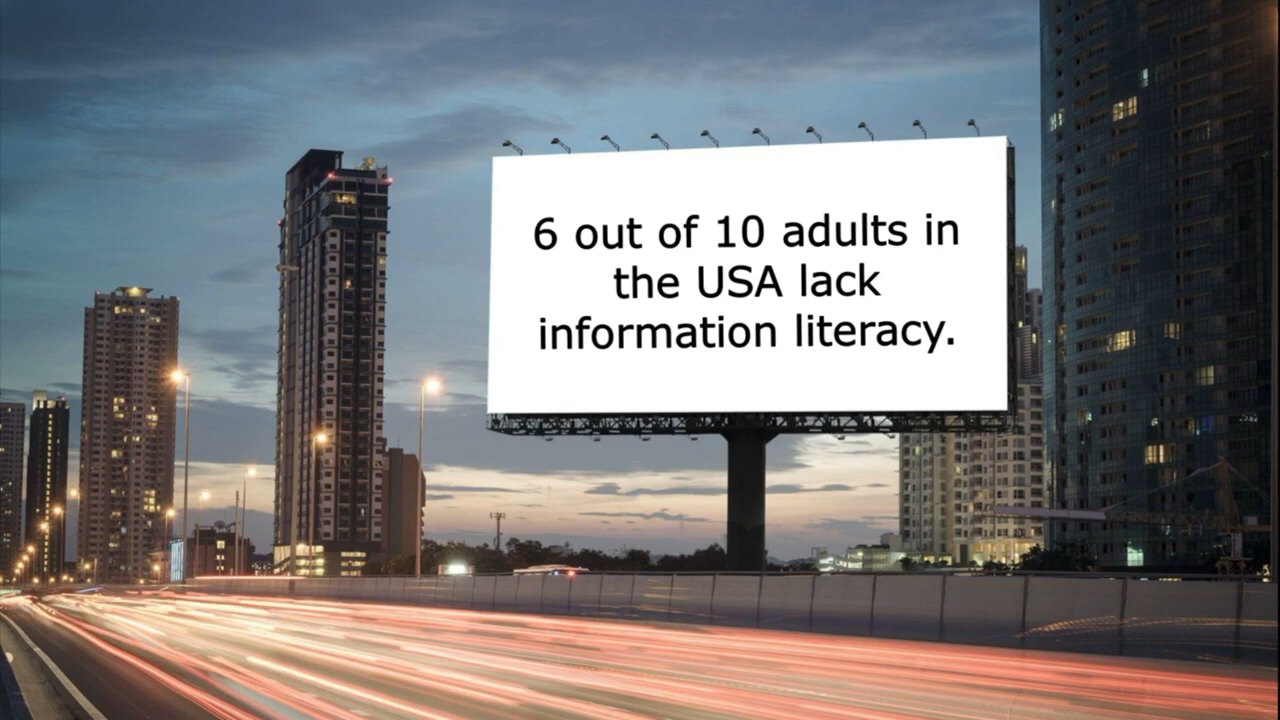 6 out of 10 adults in
the USA lack
information literacy.